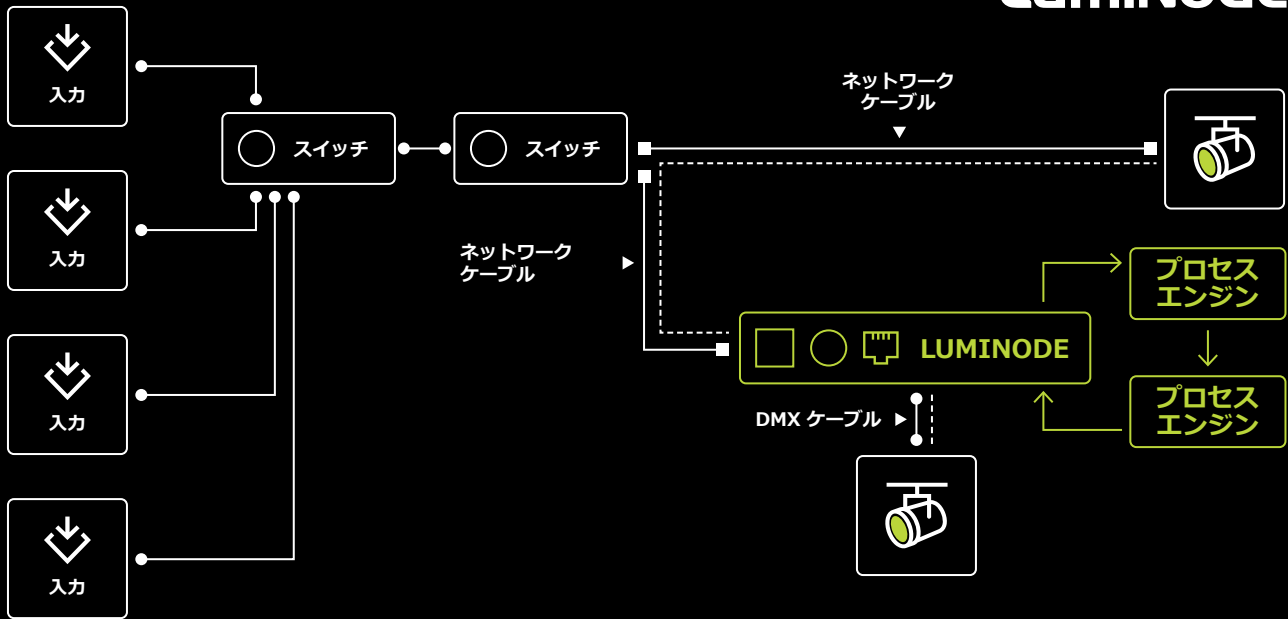 LumiNode
入力
入力
入力
入力
スイッチ
スイッチ
ネットワーク
ケーブル
ネットワーク
ケーブル
プロセス
エンジン
LUMINODE
プロセス
エンジン
DMX ケーブル